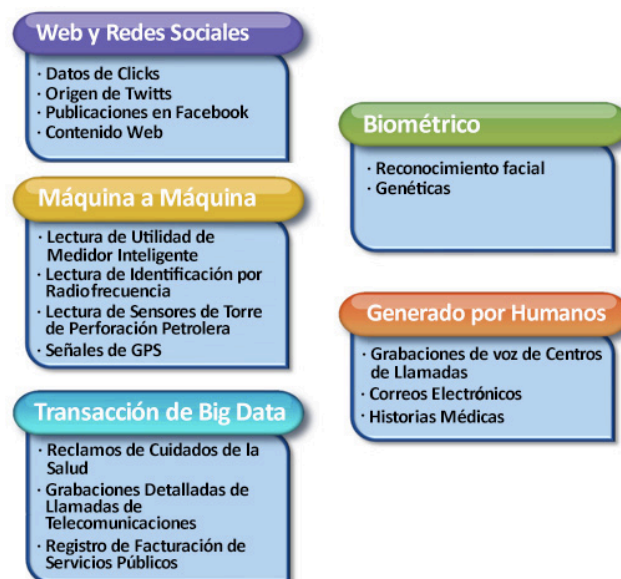 Web y Redes Sociales
· Datos de Clicks
· Origen de Twitts
· Publicaciones en Facebook
· Contenido Web
Máquina a Máquina
· Lectura de Utilidad de
Medidor Inteligente
· Lectura de Identificación por
Radiofrecuencia
· Lectura de Sensores de Torre
de Perforación Petrolera
· Señales de GPS
Transacción de Big Data
· Reclamos de Cuidados de la
Salud
· Grabaciones Detalladas de
Llamadas de
Telecomunicaciones
· Registro de Facturación de
Servicios Públicos
Biométrico
· Reconocimiento facial
· Genéticas
Generado por Humanos
· Grabaciones de voz de Centros
de Llamadas
· Correos Electrónicos
· Historias Médicas